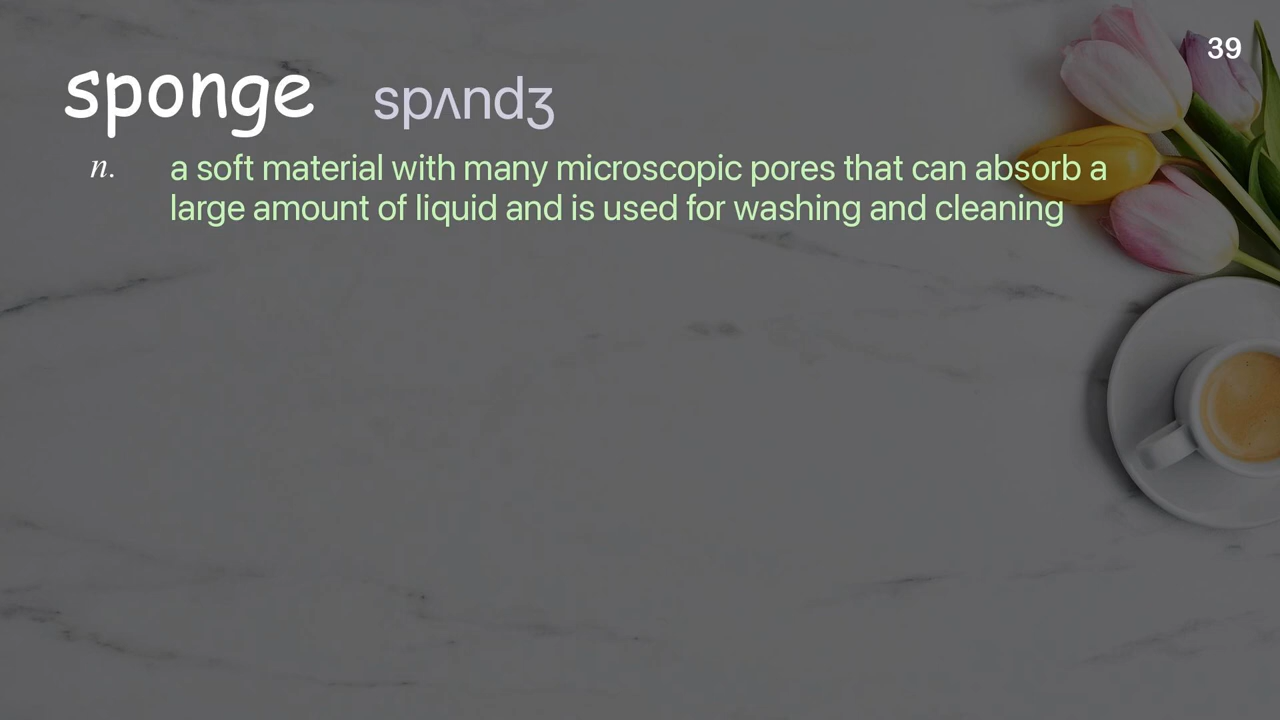 39
sponge spʌndʒ
n. a soft material with many microscopic pores that can absorb a
large amount of liquid and is used for washing and cleaning